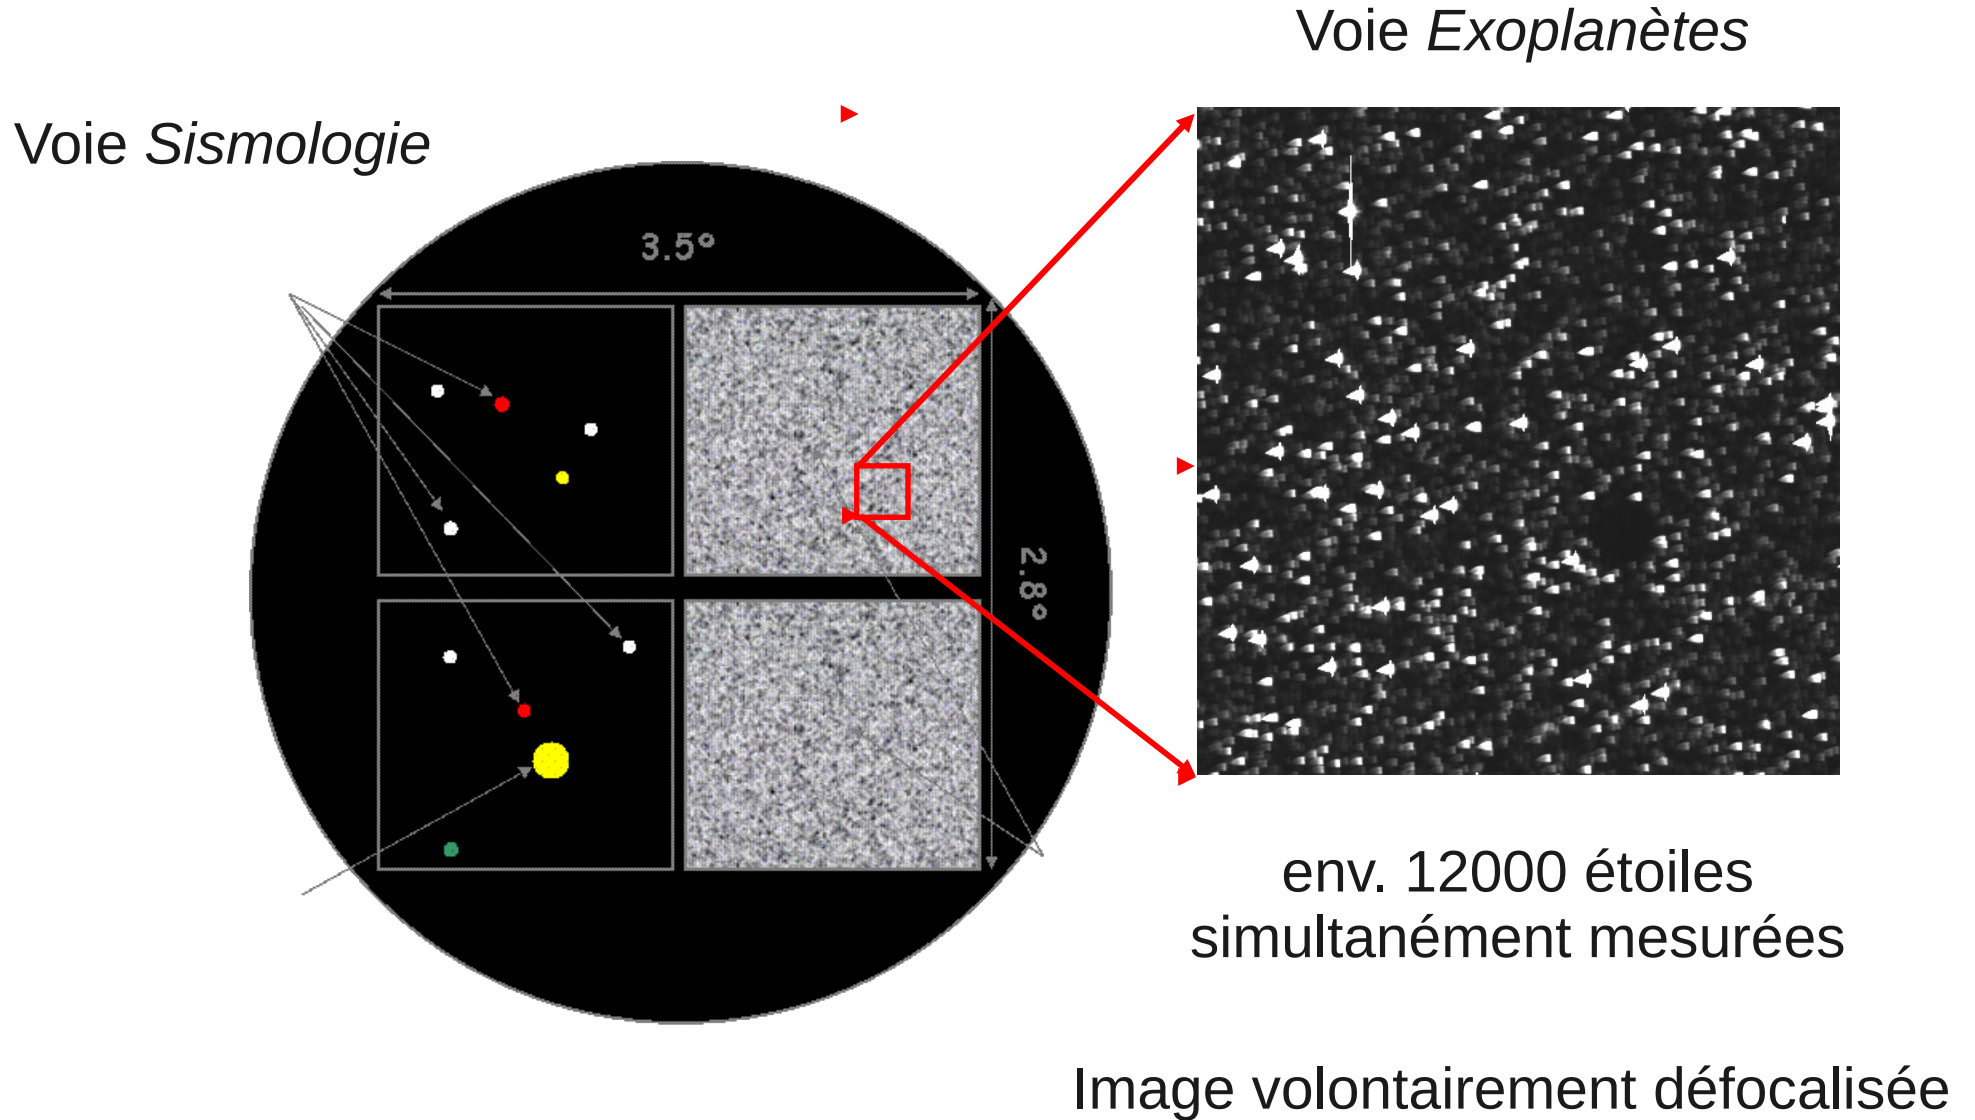 Voie Exoplanètes
Voie Sismologie
3.5°
2.8°
env. 12000 étoiles
simultanément mesurées
Image volontairement défocalisée